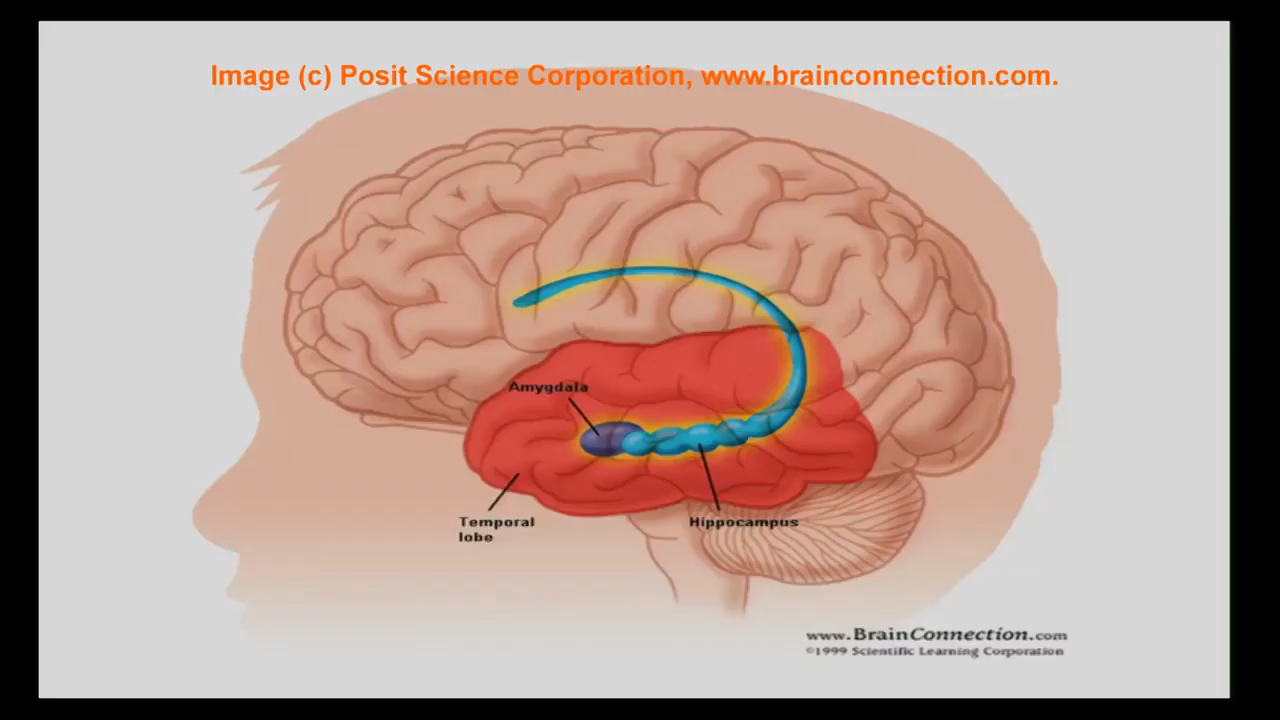 Image (c) Posit Science Corporation, www.brainconnection.com.
Amygdala
Temporal
lobe
Hippocampus
www.BrainConnection.com
©1999 Scientific Learning Corporation